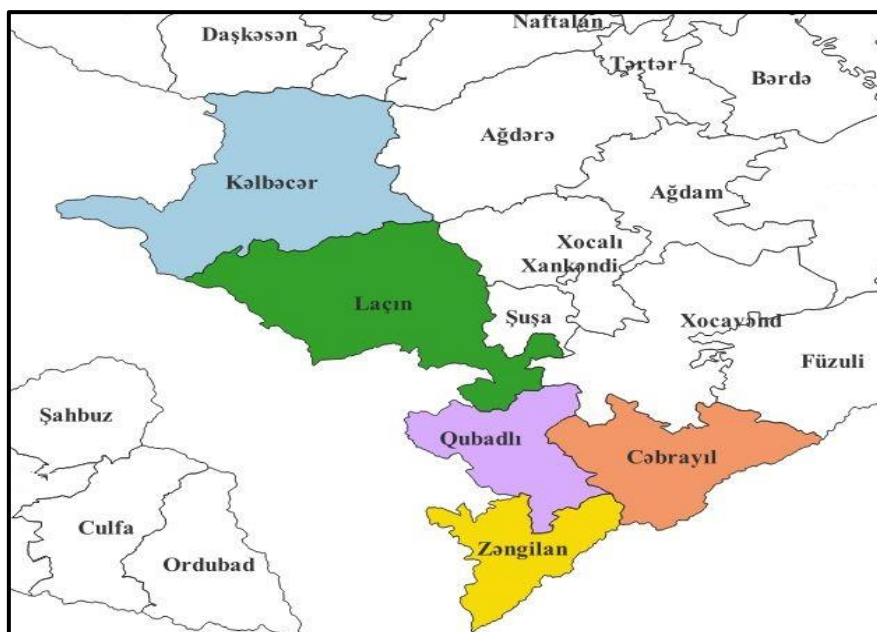 Naftalan
Daşkəsən
Tərtər
Bərdə
Ağdərə
Kəlbəcər
Ağdam
Xocalı
Xankəndi
Laçın
Şuşa
Xocavənd
Füzuli
Şahbuz
Qubadlı
Cəbrayıl
Culfa
Zəngilan
Ordubad